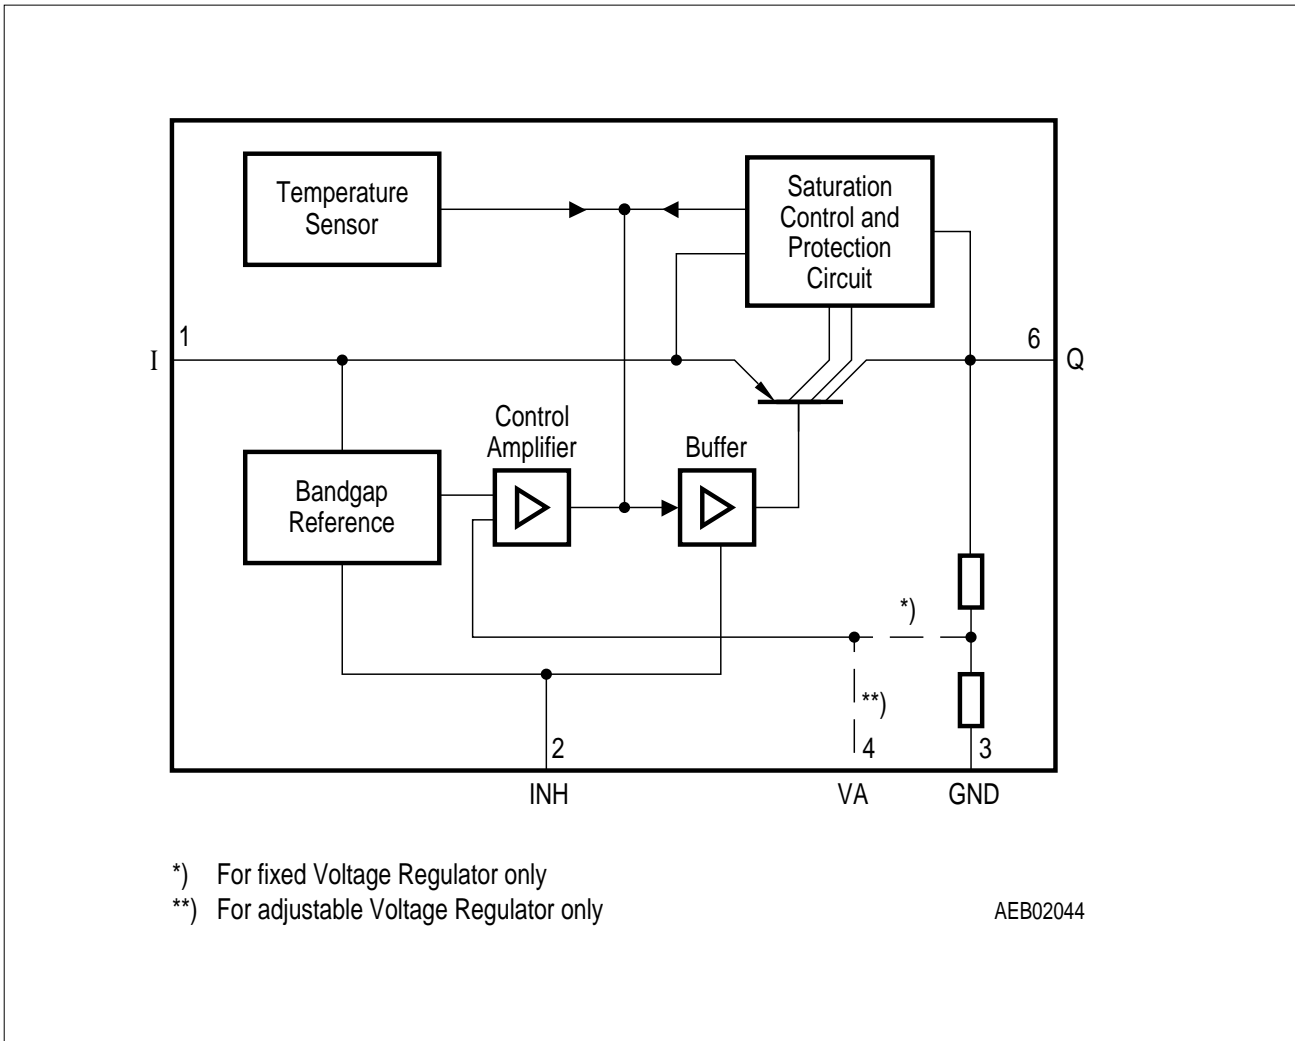 Temperature
Sensor
Saturation
Control and
Protection
Circuit
1
I
6
Q
Control
Amplifier
Buffer
Bandgap
Reference
*)
**)
2
4
3
INH
VA
GND
*) For fixed Voltage Regulator only
**) For adjustable Voltage Regulator only
AEB02044